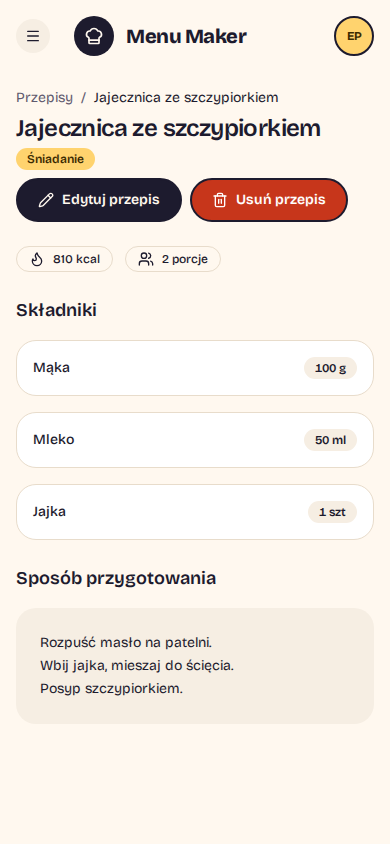 Menu Maker
EP
Przepisy / Jajecznica ze szczypiorkiem
Jajecznica ze szczypiorkiem
Śniadanie
Edytuj przepis
Usuń przepis
810 kcal
2 porcje
Składniki
Mąka
100 g
Mleko
50 ml
Jajka
1 szt
Sposób przygotowania
Rozpuść masło na patelni.
Wbij jajka, mieszaj do ścięcia.
Posyp szczypiorkiem.